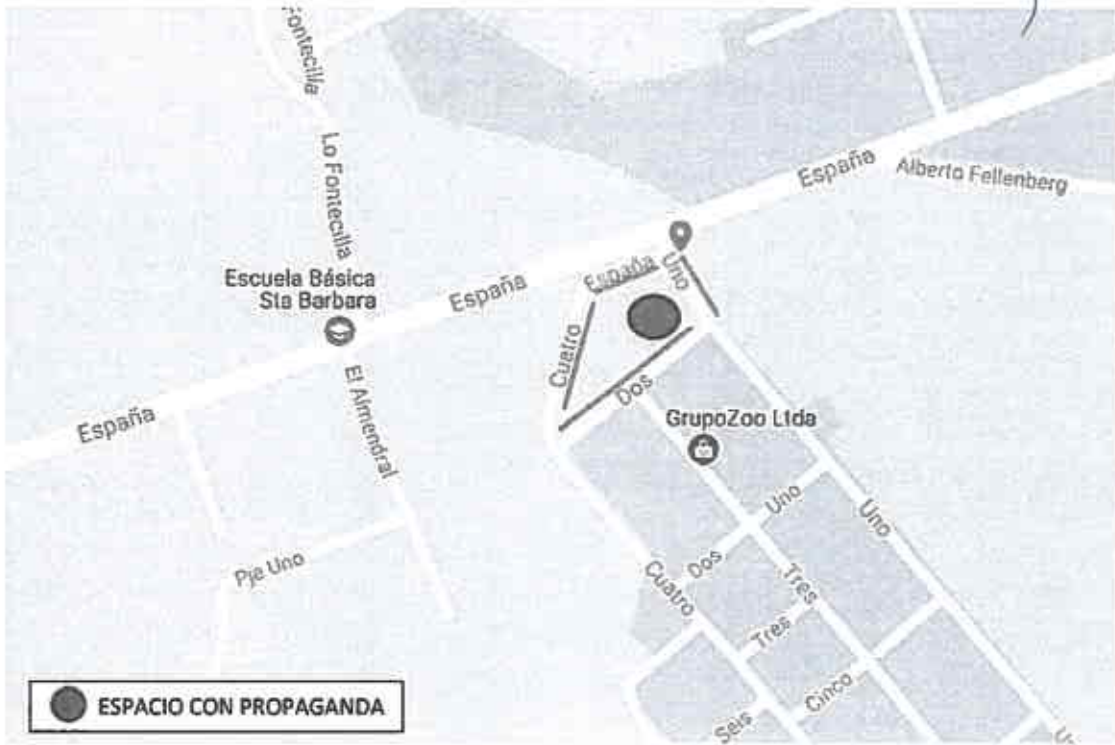 Fontecilla
Lo Fontecilla
España
Alberto Fellenberg
Escuela Básica
Sta Barbara
España
España
Uno
Cuatro
Dos
España
El Almendral
GrupoZoo Ltda
Uno
Uno
Dos
Pje Uno
Cuatro
Tres
Tres
Cinco
Seis
ESPACIO CON PROPAGANDA